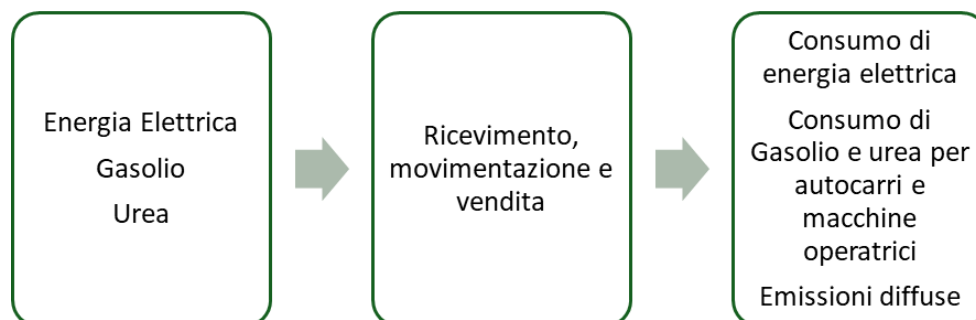 Energia Elettrica
Gasolio
Urea
Ricevimento,
movimentazione e
vendita
Consumo di
energia elettrica
Consumo di
Gasolio e urea per
autocarri e
macchine
operatrici
Emissioni diffuse